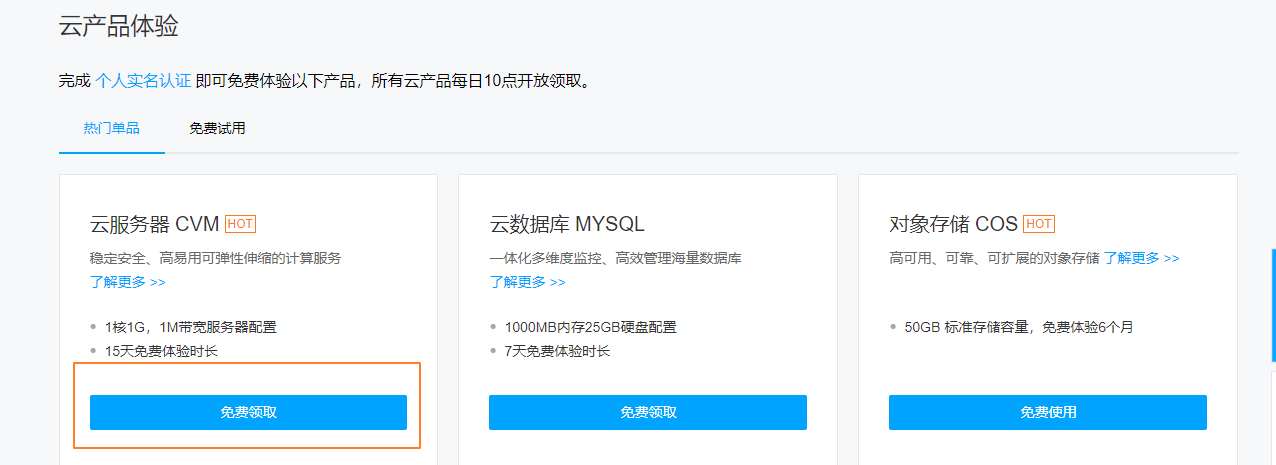 云产品体验
完成 个人实名认证 即可免费体验以下产品，所有云产品每日10点开放领取。
热门单品 免费试用
云服务器 CVM HOT
稳定安全、高易用可弹性伸缩的计算服务
了解更多 >>
1核1G，1M带宽服务器配置
15天免费体验时长
免费领取
云数据库 MYSQL
一体化多维度监控、高效管理海量数据库
了解更多 >>
1000MB内存25GB硬盘配置
7天免费体验时长
免费领取
对象存储 COS HOT
高可用、可靠、可扩展的对象存储 了解更多 >>
50GB 标准存储容量，免费体验6个月
免费使用